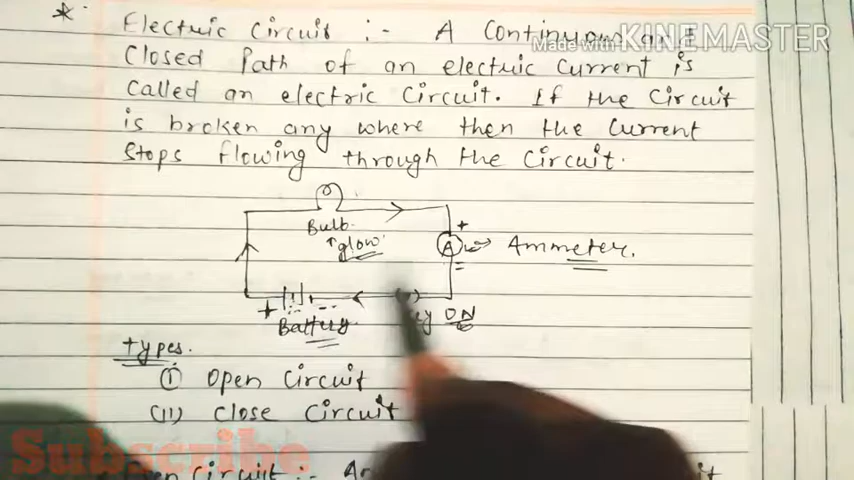 * Electric Circuit :- A Continuous and
Made with KINEMASTER
Closed Path of an electric Current is
Called an electric Circuit. If the Circuit
is broken any where then the Current
Stops flowing through the Circuit.
Bulb.
↑glow
+
A → Ammeter.
+
Battery
ON
types.
(i) Open Circuit
(ii) Close Circuit
Subscribe
Circuit :-